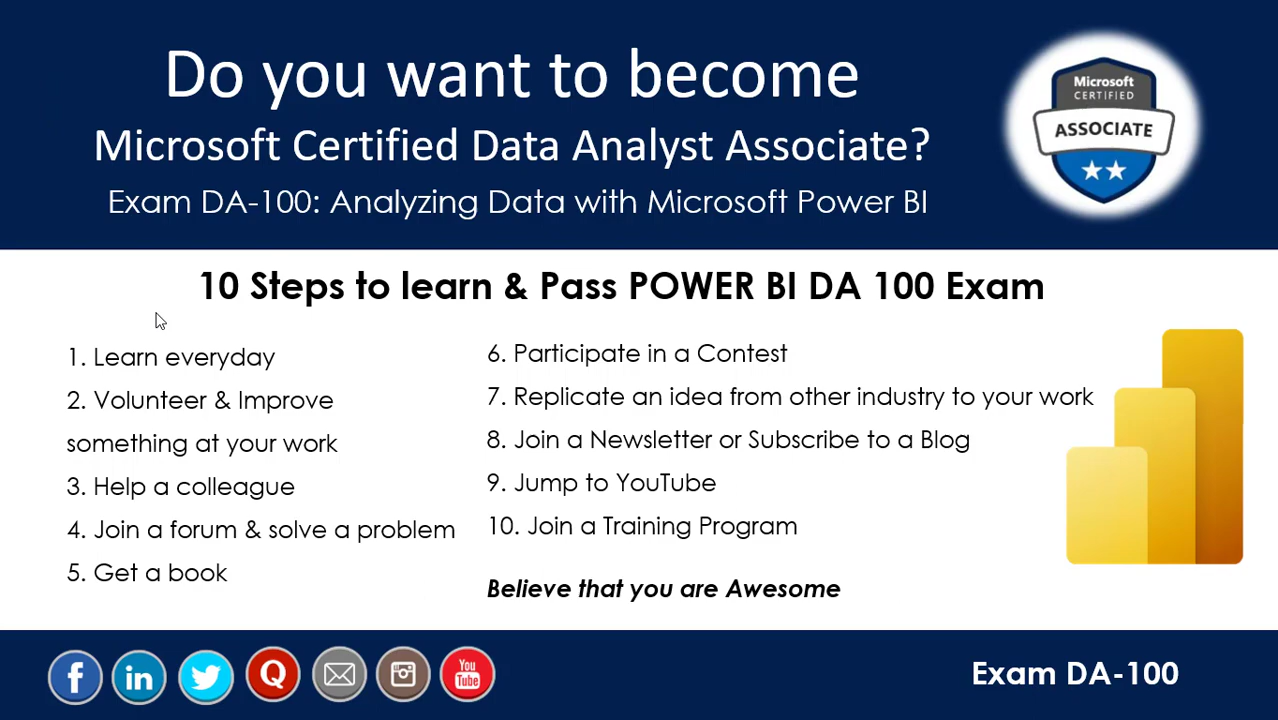 Do you want to become
Microsoft Certified Data Analyst Associate?
Exam DA-100: Analyzing Data with Microsoft Power BI
Microsoft
CERTIFIED
ASSOCIATE
10 Steps to learn & Pass POWER BI DA 100 Exam
1. Learn everyday
2. Volunteer & Improve
something at your work
3. Help a colleague
4. Join a forum & solve a problem
5. Get a book
6. Participate in a Contest
7. Replicate an idea from other industry to your work
8. Join a Newsletter or Subscribe to a Blog
9. Jump to YouTube
10. Join a Training Program
Believe that you are Awesome
f
in
Q
You
Tube
Exam DA-100